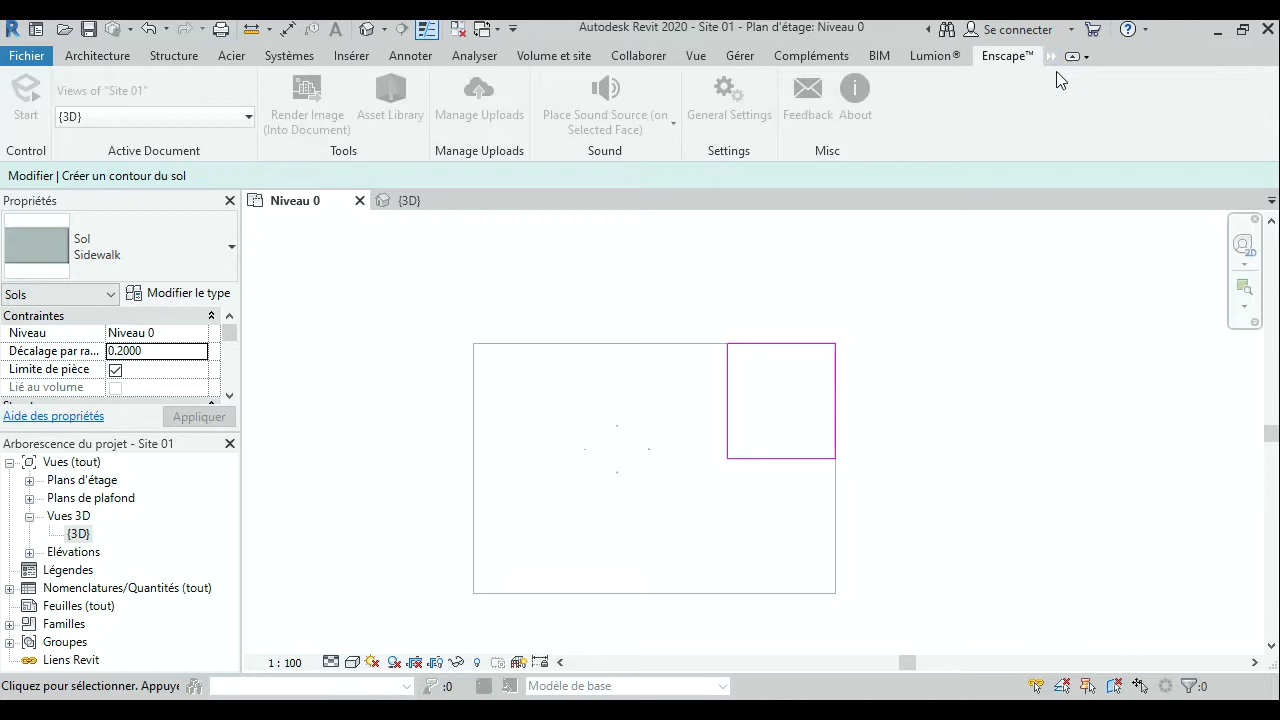 Autodesk Revit 2020 - Site 01 - Plan d'étage: Niveau 0
Se connecter
Fichier Architecture Structure Acier Systèmes Insérer Annoter Analyser Volume et site Collaborer Vue Gérer Compléments BIM Lumion® Enscape™
Start
Views of "Site 01"
{3D}
Render Image
(Into Document)
Asset Library
Manage Uploads
Place Sound Source (on
Selected Face)
General Settings
Feedback
About
Control Active Document Tools Manage Uploads Sound Settings Misc
Modifier | Créer un contour du sol
Propriétés
Niveau 0
{3D}
Sol
Sidewalk
Sols
Modifier le type
Contraintes
Niveau Niveau 0
Décalage par ra... 0.2000
Limite de pièce
Lié au volume
Aide des propriétés
Appliquer
Arborescence du projet - Site 01
Vues (tout)
Plans d'étage
Plans de plafond
Vues 3D
{3D}
Elévations
Légendes
Nomenclatures/Quantités (tout)
Feuilles (tout)
Familles
Groupes
Liens Revit
2D
1 : 100
Cliquez pour sélectionner. Appuye
:0
Modèle de base
:0